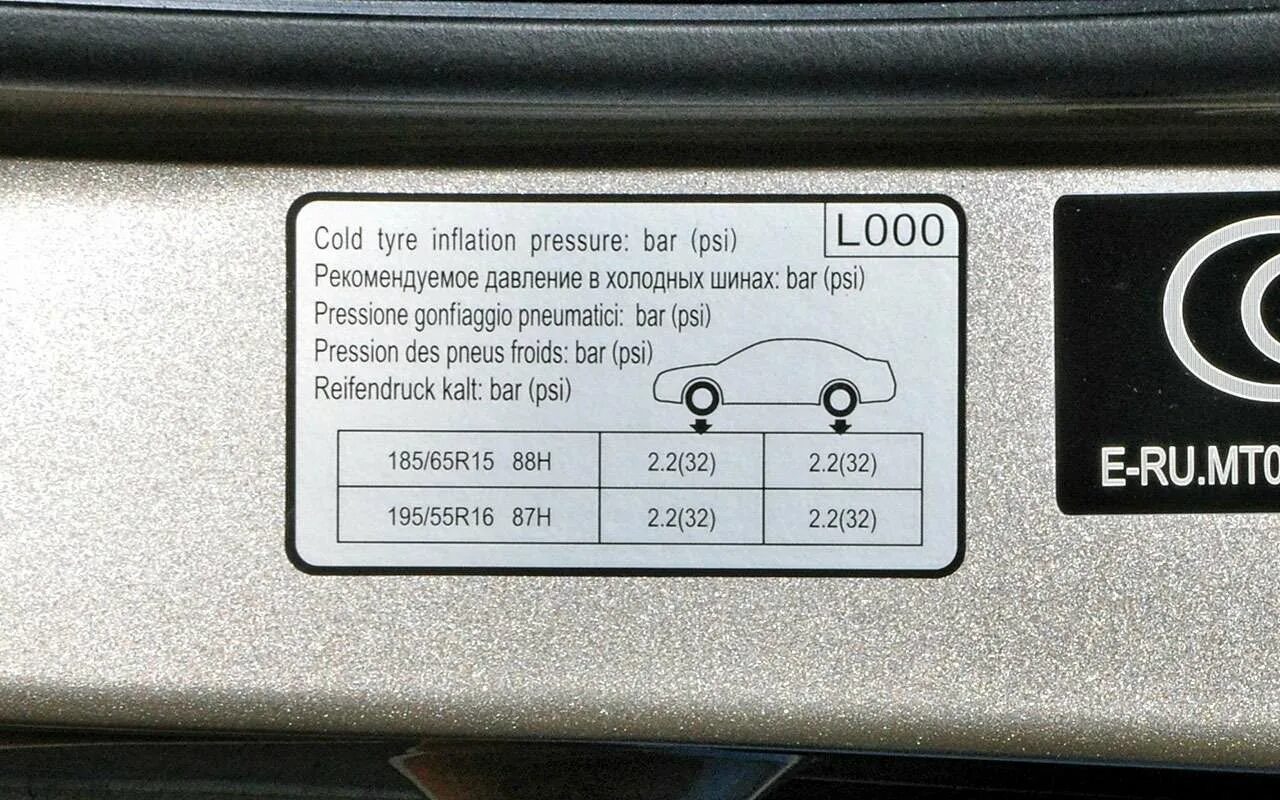 L000
Cold tyre inflation pressure: bar (psi)
Рекомендуемое давление в холодных шинах: bar (psi)
Pressione gonfiaggio pneumatici: bar (psi)
Pression des pneus froids: bar (psi)
Reifendruck kalt: bar (psi)
185/65R15 88H 2.2(32) 2.2(32)
195/55R16 87H 2.2(32) 2.2(32)
E-RU.MT0